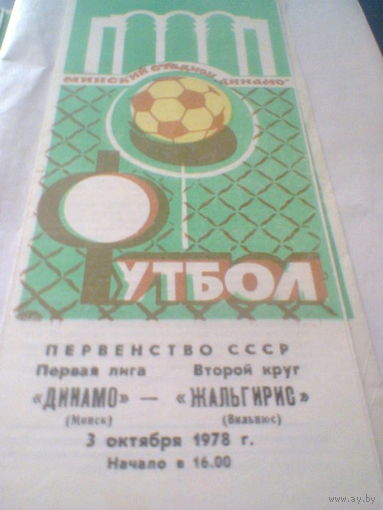 МИНСКИЙ СТАДИОН „ДИНАМО"
ФУТБОЛ
ПЕРВЕНСТВО СССР
Первая лига Второй круг
«ДИНАМО» — «ЖАЛЬГИРИС»
(Минск) (Вильнюс)
3 октября 1978 г.
Начало в 16.00
www.ay.by